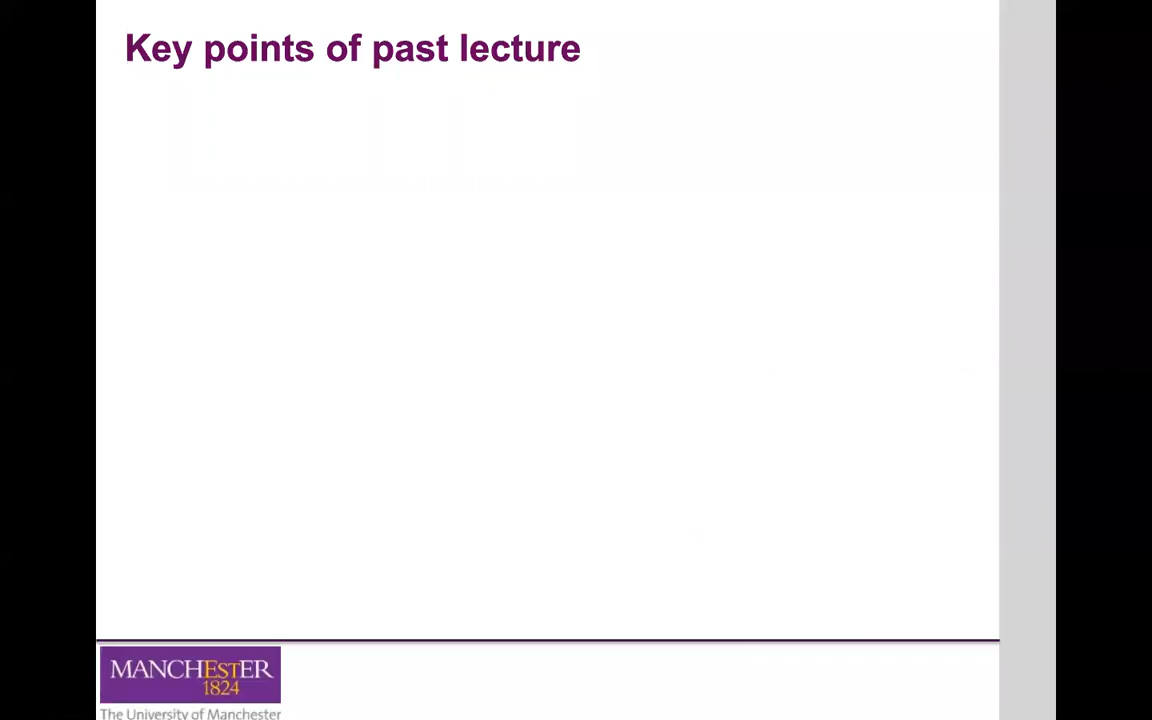 Key points of past lecture
MANCHESTER
1824
The University of Manchester